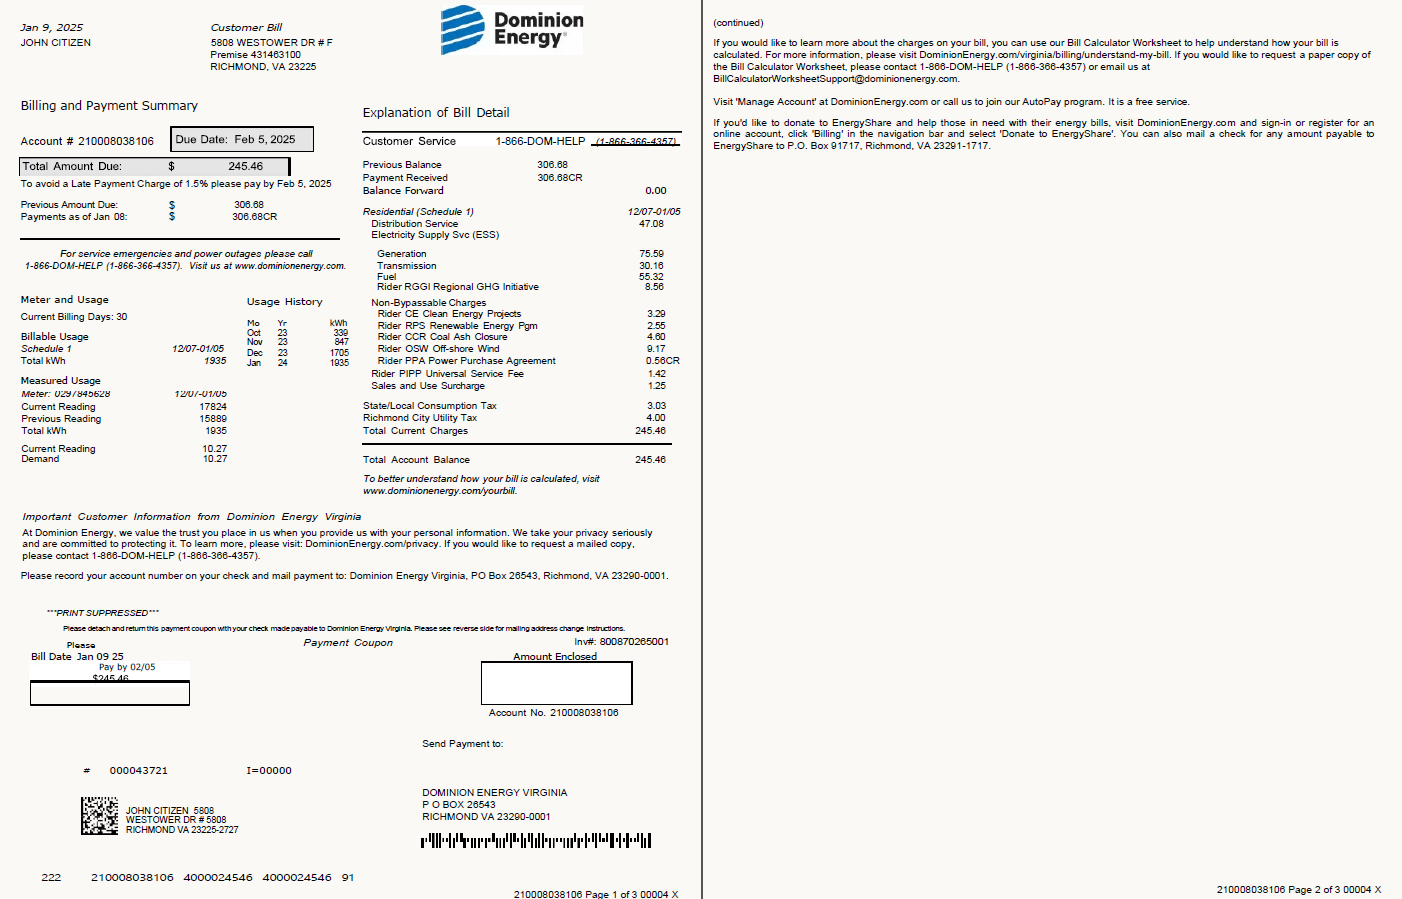 Jan 9, 2025
JOHN CITIZEN
Customer Bill
5808 WESTOWER DR # F
Premise 431463100
RICHMOND, VA 23225
Dominion
Energy®
Billing and Payment Summary
Account # 210008038106
Due Date: Feb 5, 2025
Total Amount Due: $ 245.46
To avoid a Late Payment Charge of 1.5% please pay by Feb 5, 2025
Previous Amount Due: $ 306.68
Payments as of Jan 08: $ 306.68CR
For service emergencies and power outages please call
1-866-DOM-HELP (1-866-366-4357). Visit us at www.dominionenergy.com.
Meter and Usage
Current Billing Days: 30
Billable Usage
Schedule 1 12/07-01/05
Total kWh 1935
Measured Usage
Meter: 0297845628 12/07-01/05
Current Reading 17824
Previous Reading 15889
Total kWh 1935
Current Reading 10.27
Demand 10.27
Usage History
Mo Yr kWh
Oct 23 339
Nov 23 847
Dec 23 1705
Jan 24 1935
Explanation of Bill Detail
Customer Service 1-866-DOM-HELP (1-866-366-4357)
Previous Balance 306.68
Payment Received 306.68CR
Balance Forward 0.00
Residential (Schedule 1) 12/07-01/05
Distribution Service 47.08
Electricity Supply Svc (ESS)
Generation 75.59
Transmission 30.16
Fuel 55.32
Rider RGGI Regional GHG Initiative 8.56
Non-Bypassable Charges
Rider CE Clean Energy Projects 3.29
Rider RPS Renewable Energy Pgm 2.55
Rider CCR Coal Ash Closure 4.60
Rider OSW Off-shore Wind 9.17
Rider PPA Power Purchase Agreement 0.56CR
Rider PIPP Universal Service Fee 1.42
Sales and Use Surcharge 1.25
State/Local Consumption Tax 3.03
Richmond City Utility Tax 4.00
Total Current Charges 245.46
Total Account Balance 245.46
To better understand how your bill is calculated, visit
www.dominionenergy.com/yourbill.
Important Customer Information from Dominion Energy Virginia
At Dominion Energy, we value the trust you place in us when you provide us with your personal information. We take your privacy seriously
and are committed to protecting it. To learn more, please visit: DominionEnergy.com/privacy. If you would like to request a mailed copy,
please contact 1-866-DOM-HELP (1-866-366-4357).
Please record your account number on your check and mail payment to: Dominion Energy Virginia, PO Box 26543, Richmond, VA 23290-0001.
***PRINT SUPPRESSED***
Please detach and return this payment coupon with your check made payable to Dominion Energy Virginia. Please see reverse side for mailing address change instructions.
Please
Bill Date Jan 09 25
Pay by 02/05
$245.46
Payment Coupon
Inv#: 800870265001
Amount Enclosed
Account No. 210008038106
Send Payment to:
# 000043721 I=00000
JOHN CITIZEN 5808
WESTOWER DR # 5808
RICHMOND VA 23225-2727
DOMINION ENERGY VIRGINIA
P O BOX 26543
RICHMOND VA 23290-0001
222 210008038106 4000024546 4000024546 91
210008038106 Page 1 of 3 00004 X
(continued)
If you would like to learn more about the charges on your bill, you can use our Bill Calculator Worksheet to help understand how your bill is
calculated. For more information, please visit DominionEnergy.com/virginia/billing/understand-my-bill. If you would like to request a paper copy of
the Bill Calculator Worksheet, please contact 1-866-DOM-HELP (1-866-366-4357) or email us at
BillCalculatorWorksheetSupport@dominionenergy.com.
Visit 'Manage Account' at DominionEnergy.com or call us to join our AutoPay program. It is a free service.
If you'd like to donate to EnergyShare and help those in need with their energy bills, visit DominionEnergy.com and sign-in or register for an
online account, click 'Billing' in the navigation bar and select 'Donate to EnergyShare'. You can also mail a check for any amount payable to
EnergyShare to P.O. Box 91717, Richmond, VA 23291-1717.
210008038106 Page 2 of 3 00004 X